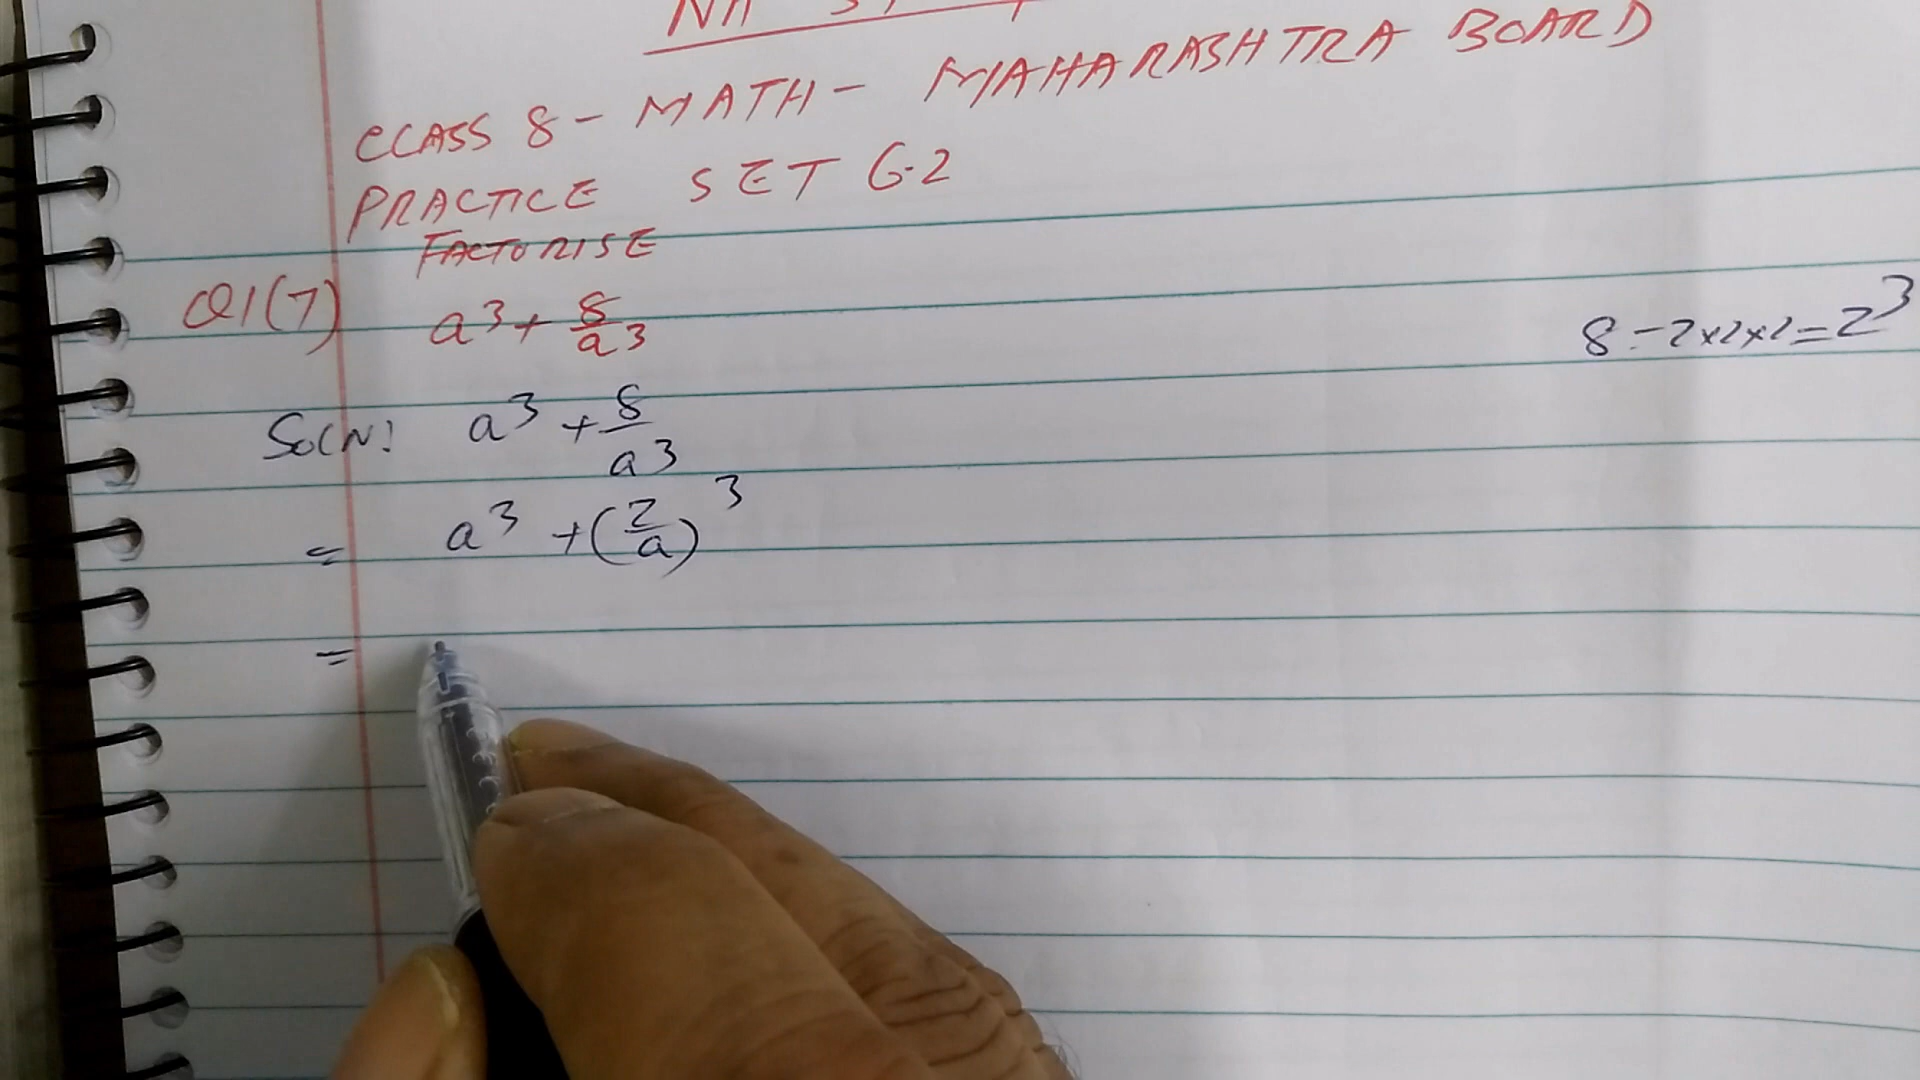 CLASS 8 - MATH - MAHARASHTRA BOARD
PRACTICE SET 6.2
FACTORISE
Q1(7) a³ + 8/a³
8 = 2×2×2 = 2³
Soln: a³ + 8/a³
= a³ + (2/a)³
=